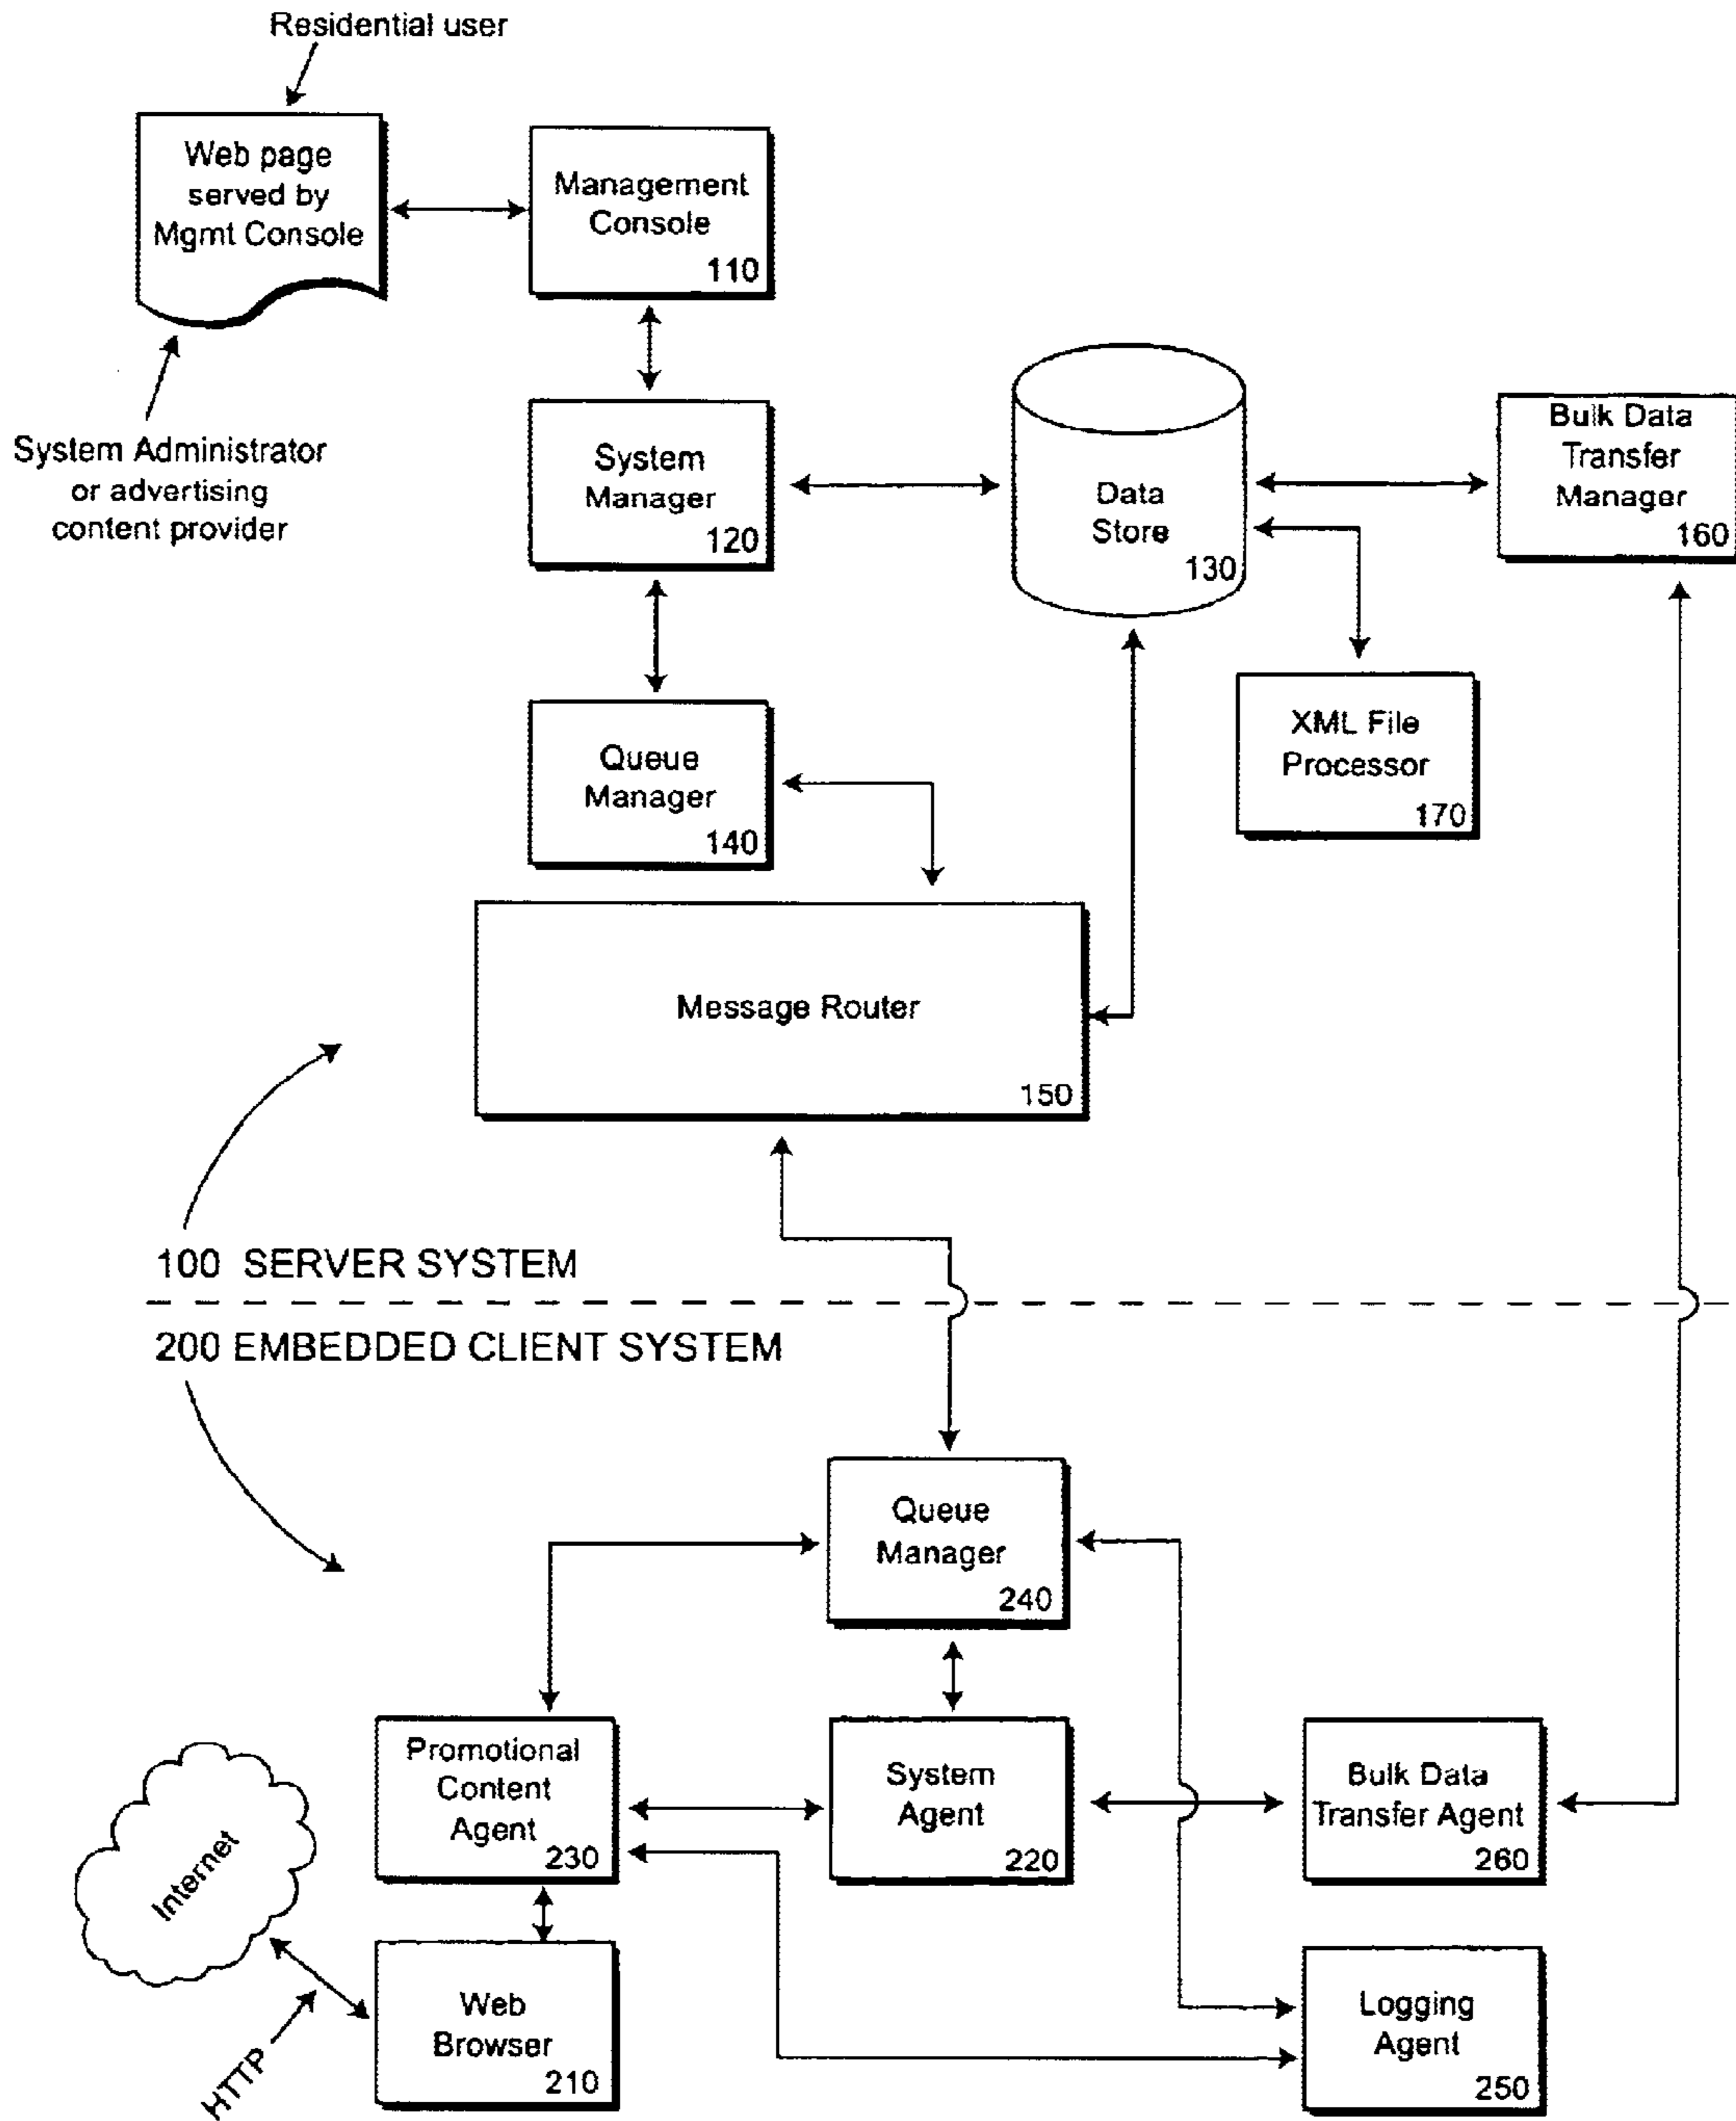 Residential user
Web page
served by
Mgmt Console
Management
Console
110
System Administrator
or advertising
content provider
System
Manager
120
Data
Store
130
Bulk Data
Transfer
Manager
160
Queue
Manager
140
XML File
Processor
170
Message Router
150
100 SERVER SYSTEM
200 EMBEDDED CLIENT SYSTEM
Queue
Manager
240
Promotional
Content
Agent
230
System
Agent
220
Bulk Data
Transfer Agent
260
Internet
HTTP
Web
Browser
210
Logging
Agent
250